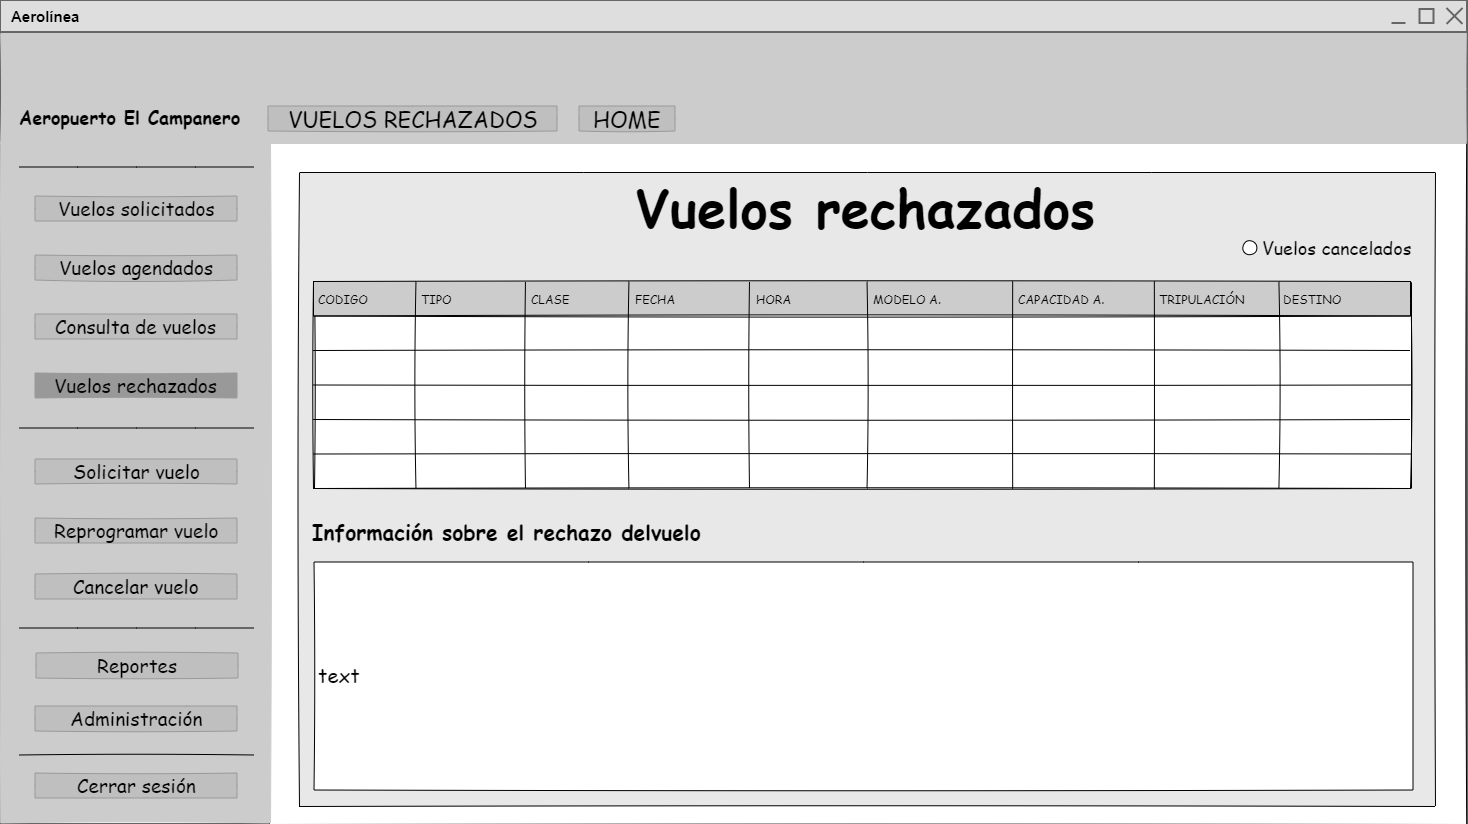 Aerolínea
Aeropuerto El Campanero
VUELOS RECHAZADOS
HOME
Vuelos solicitados
Vuelos agendados
Consulta de vuelos
Vuelos rechazados
Solicitar vuelo
Reprogramar vuelo
Cancelar vuelo
Reportes
Administración
Cerrar sesión
Vuelos rechazados
Vuelos cancelados
CODIGO TIPO CLASE FECHA HORA MODELO A. CAPACIDAD A. TRIPULACIÓN DESTINO
Información sobre el rechazo delvuelo
text